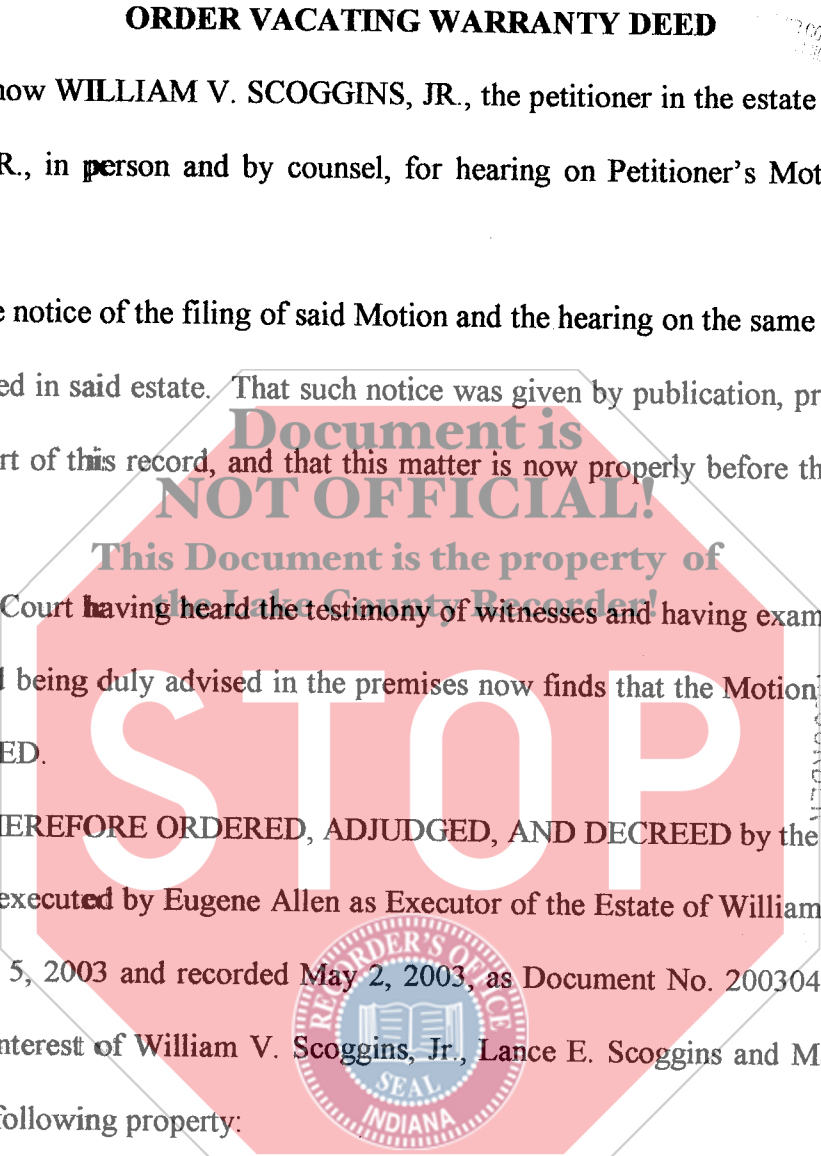 ORDER VACATING WARRANTY DEED
now WILLIAM V. SCOGGINS, JR., the petitioner in the estate
R., in person and by counsel, for hearing on Petitioner's Mot
e notice of the filing of said Motion and the hearing on the same
ed in said estate. That such notice was given by publication, pr
Document is
rt of this record, and that this matter is now properly before th
NOT OFFICIAL!
This Document is the property of
the Lake County Recorder!
Court having heard the testimony of witnesses and having exam
d being duly advised in the premises now finds that the Motion
ED.
STOP
HEREFORE ORDERED, ADJUDGED, AND DECREED by the
executed by Eugene Allen as Executor of the Estate of William
5, 2003 and recorded May 2, 2003, as Document No. 200304
nterest of William V. Scoggins, Jr., Lance E. Scoggins and M
following property:
RECORDER'S OFFICE
SEAL
INDIANA